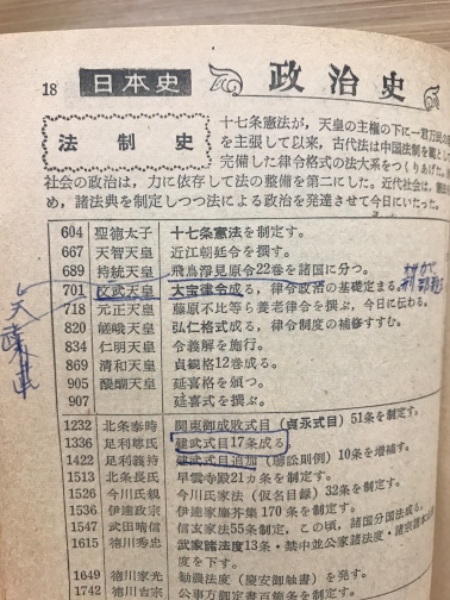 18 日本史 政治史
法制史
十七条憲法が，天皇の主権の下に一君万民の
を主張して以来，古代法は中国法制を範とし
完備した律令格式の法大系をつくりあげた。
社会の政治は，力に依存して法の整備を第二にした。近代社会は，
め，諸法典を制定しつつ法による政治を発達させて今日にいたった。
604 聖徳太子 十七条憲法を制定す。
667 天智天皇 近江朝廷令を撰す。
689 持統天皇 飛鳥浄見原令22巻を諸国に分つ。
701 文武天皇 大宝律令成る，律令政治の基礎定まる。
718 元正天皇 藤原不比等ら養老律令を撰ぶ，今日に伝わる。
820 嵯峨天皇 弘仁格式成る，律令制度の補修すすむ。
834 仁明天皇 令義解を施行。
869 清和天皇 貞観格12巻成る。
905 醍醐天皇 延喜格を頒つ。
907 延喜式を撰ぶ。
1232 北条泰時 関東御成敗式目（貞永式目）51条を制定す。
1336 足利尊氏 建武式目17条成る
1422 足利義持 建武式目追加 10条を増補す。
1513 北条長氏 早雲寺殿21カ条を制定す。
1526 今川氏親 今川氏家法（仮名目録）32条を制定す。
1536 伊達政宗 伊達家塵芥集170条を制定す。
1547 武田晴信 信玄家法55条制定，この頃，諸国分国法成る。
1615 徳川秀忠 武家諸法度13条・禁中並公家諸法度・諸宗諸本
度を下す。
1649 徳川家光 勧農法度（慶安御触書）を発す。
1742 徳川吉宗 公事方御定書百箇条を制定す。